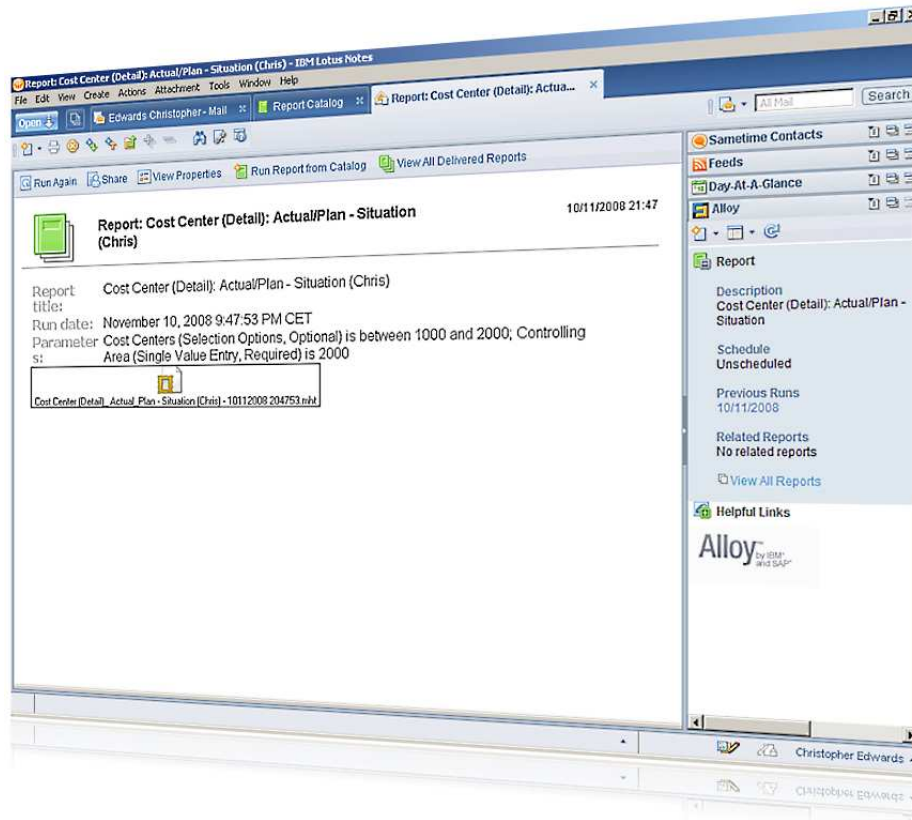 Report: Cost Center (Detail): Actual/Plan - Situation (Chris) - IBM Lotus Notes
File Edit View Create Actions Attachment Tools Window Help
Open
Edwards Christopher - Mail
Report Catalog
Report: Cost Center (Detail): Actua...
All Mail
Search
Run Again
Share
View Properties
Run Report from Catalog
View All Delivered Reports
Report: Cost Center (Detail): Actual/Plan - Situation
(Chris)
10/11/2008 21:47
Report
title:
Cost Center (Detail): Actual/Plan - Situation (Chris)
Run date: November 10, 2008 9:47:53 PM CET
Parameter
s:
Cost Centers (Selection Options, Optional) is between 1000 and 2000; Controlling
Area (Single Value Entry, Required) is 2000
Cost Center (Detail)_ Actual_Plan - Situation (Chris) - 10112008 204753.mht
Sametime Contacts
Feeds
Day-At-A-Glance
Alloy
Report
Description
Cost Center (Detail): Actual/Plan -
Situation
Schedule
Unscheduled
Previous Runs
10/11/2008
Related Reports
No related reports
View All Reports
Helpful Links
Alloy™
by IBM®
and SAP®
Christopher Edwards